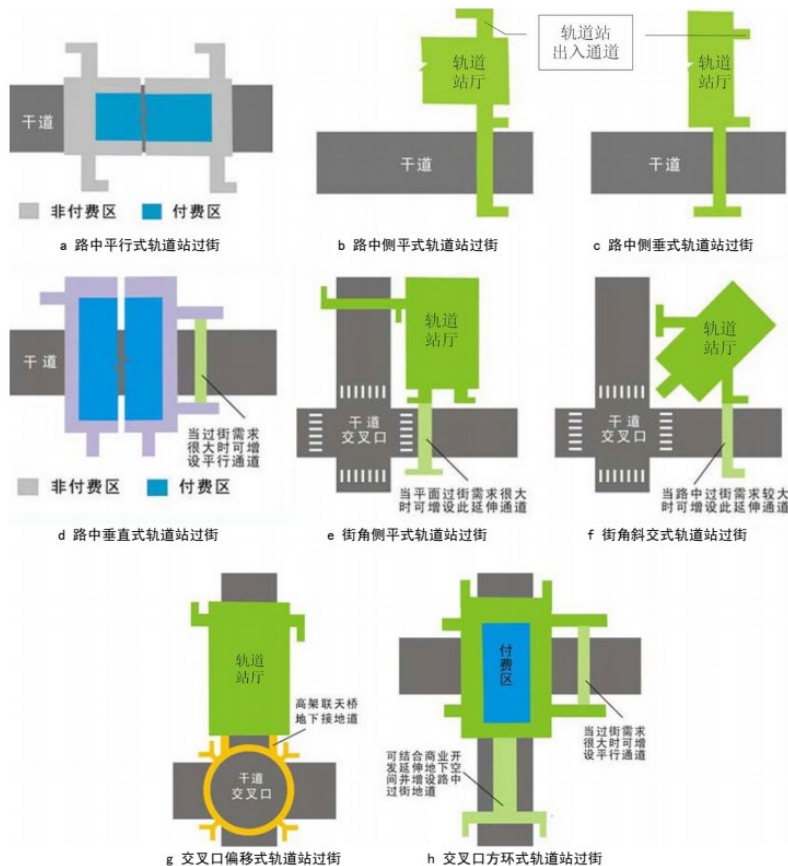 干道
非付费区
付费区
a 路中平行式轨道站过街
轨道
站厅
干道
轨道站
出入通道
b 路中侧平式轨道站过街
轨道
站厅
干道
c 路中侧垂式轨道站过街
干道
当过街需求
很大时可增
设平行通道
非付费区
付费区
d 路中垂直式轨道站过街
轨道
站厅
干道
交叉口
当平面过街需求很大
时可增设此延伸通道
e 街角侧平式轨道站过街
轨道
站厅
干道
交叉口
当路中过街需求较大
时可增设此延伸通道
f 街角斜交式轨道站过街
轨道
站厅
高架联天桥
地下接地道
干道
交叉口
g 交叉口偏移式轨道站过街
付费区
当过街需求
很大时可增
设平行通道
可结合商业开
发延伸地下空
间并增设路中
过街地道
h 交叉口方环式轨道站过街